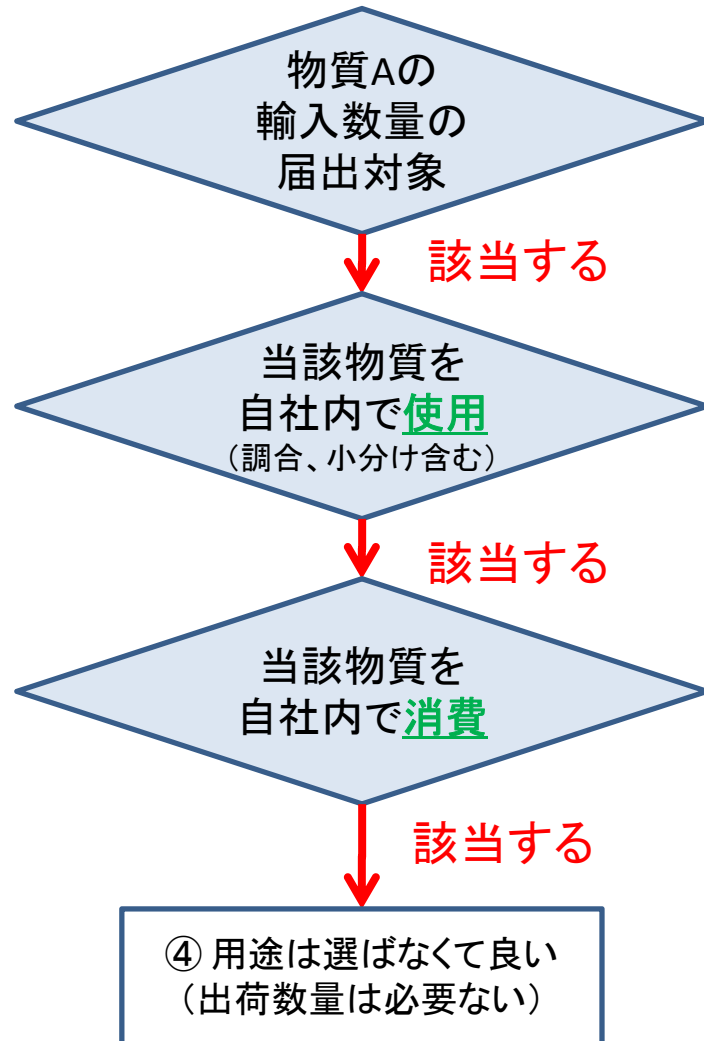 物質Aの
輸入数量の
届出対象
該当する
当該物質を
自社内で使用
（調合、小分け含む）
該当する
当該物質を
自社内で消費
該当する
④ 用途は選ばなくて良い
（出荷数量は必要ない）